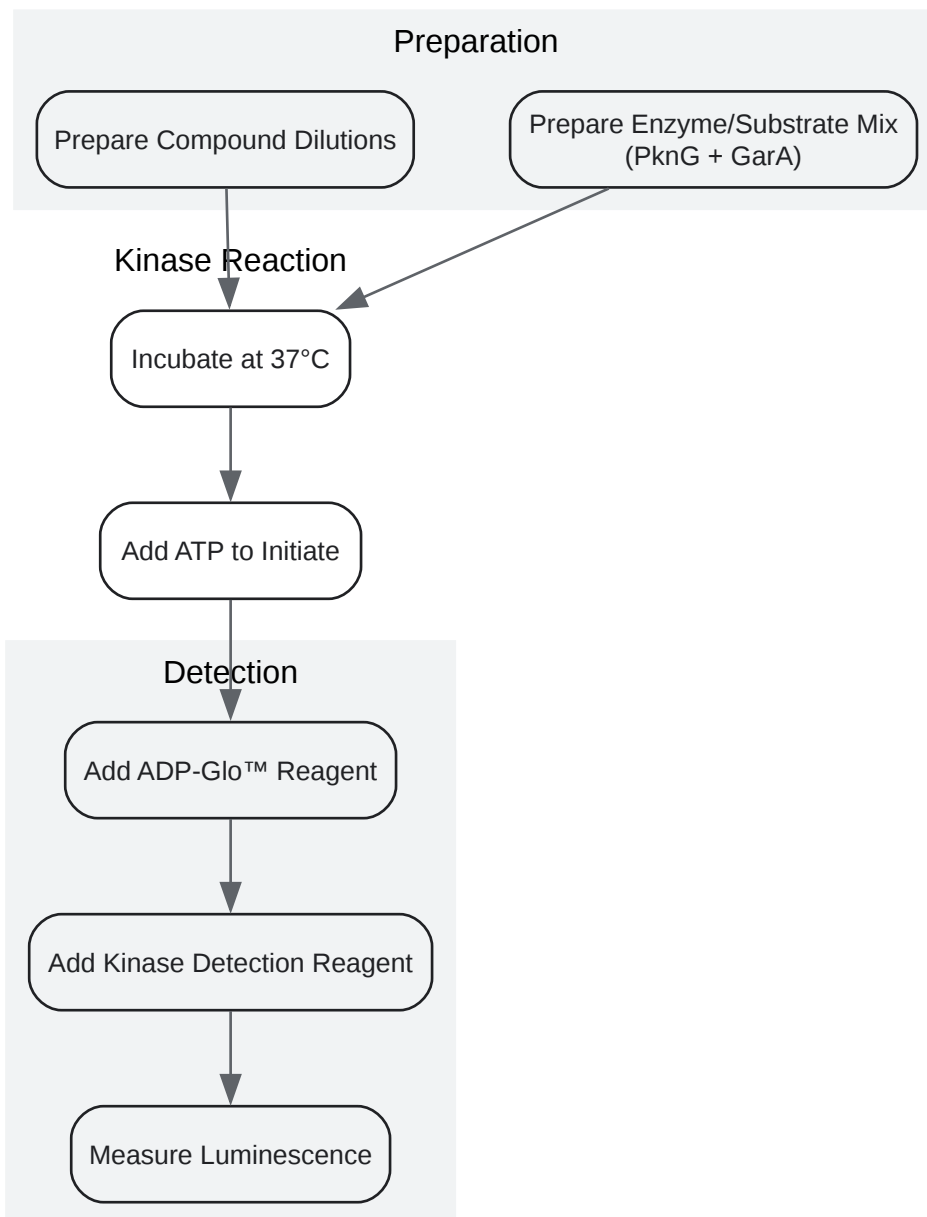 Preparation
Prepare Compound Dilutions
Prepare Enzyme/Substrate Mix
(PknG + GarA)
Kinase Reaction
Incubate at 37°C
Add ATP to Initiate
Detection
Add ADP-Glo™ Reagent
Add Kinase Detection Reagent
Measure Luminescence